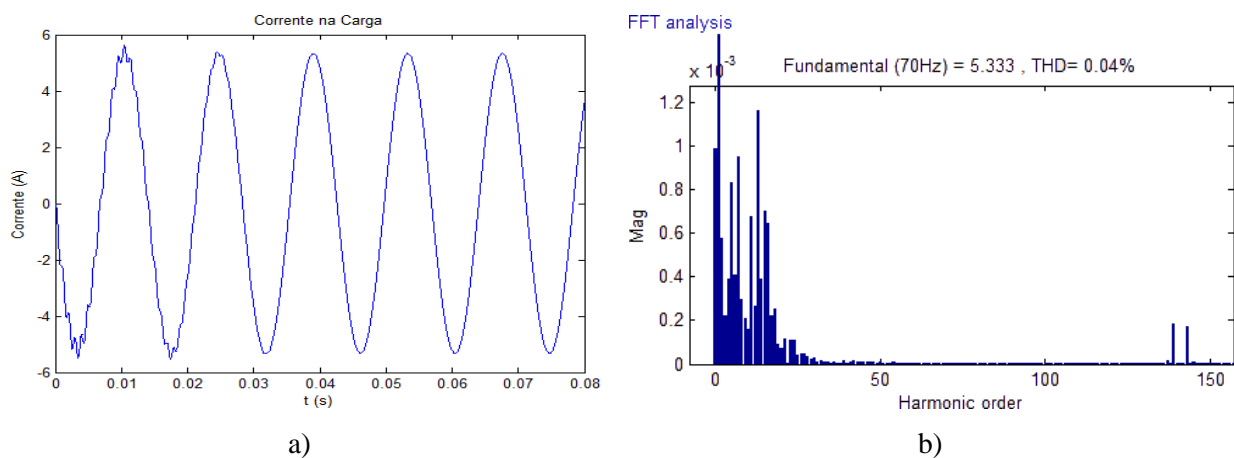 Corrente na Carga
6
4
2
0
-2
-4
-6
Corrente (A)
0 0.01 0.02 0.03 0.04 0.05 0.06 0.07 0.08
t (s)
a)
FFT analysis
x 10^-3
Fundamental (70Hz) = 5.333 , THD= 0.04%
1.2
1
0.8
0.6
0.4
0.2
0
Mag
0 50 100 150
Harmonic order
b)